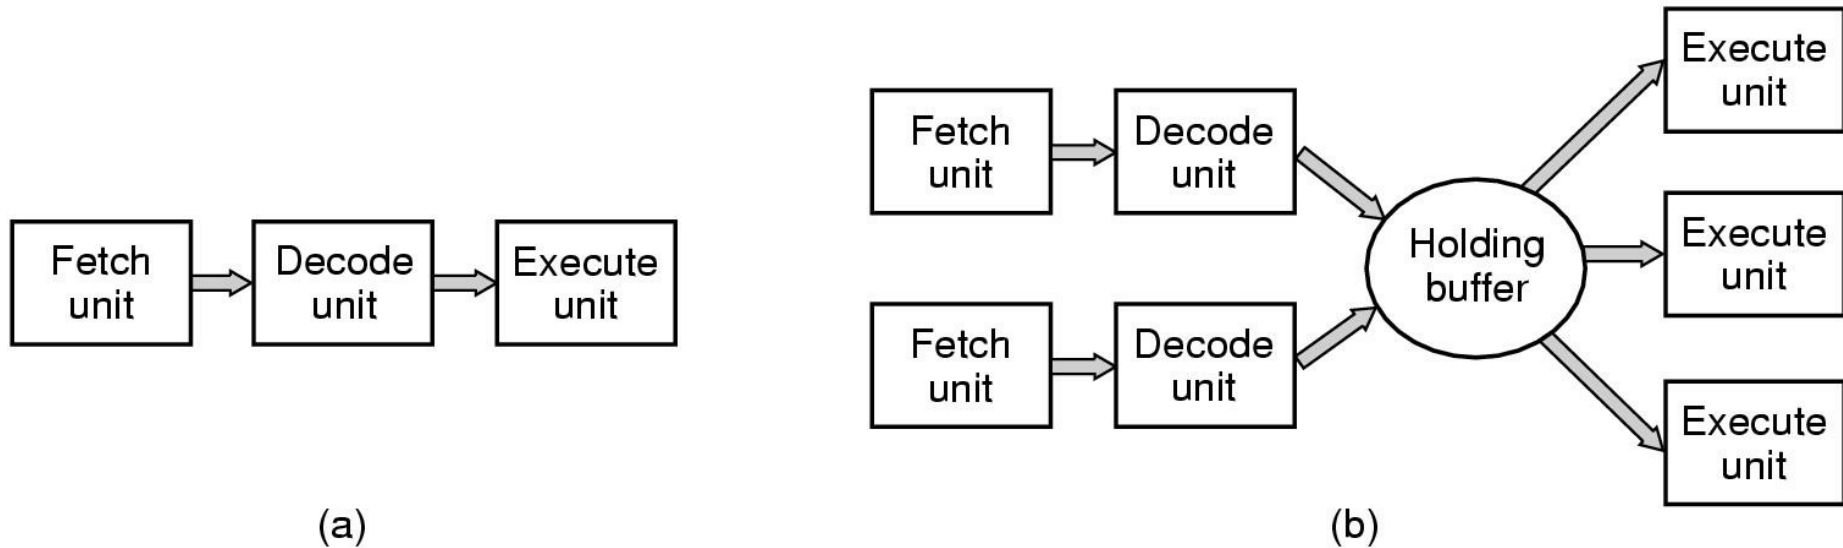 Fetch
unit
Decode
unit
Execute
unit
(a)
Fetch
unit
Decode
unit
Fetch
unit
Decode
unit
Holding
buffer
Execute
unit
Execute
unit
Execute
unit
(b)